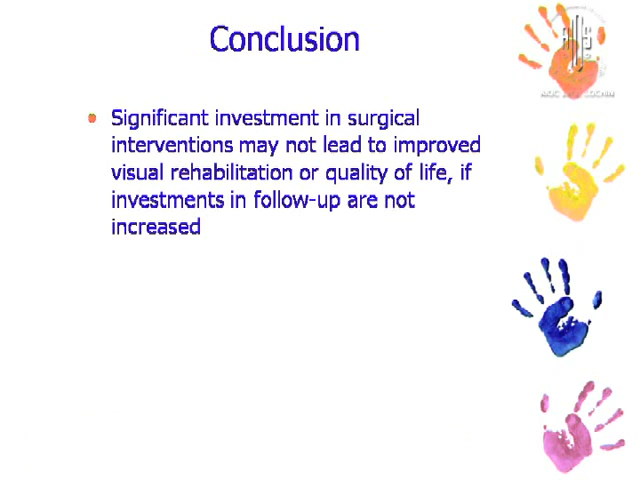 Conclusion
Significant investment in surgical
interventions may not lead to improved
visual rehabilitation or quality of life, if
investments in follow-up are not
increased